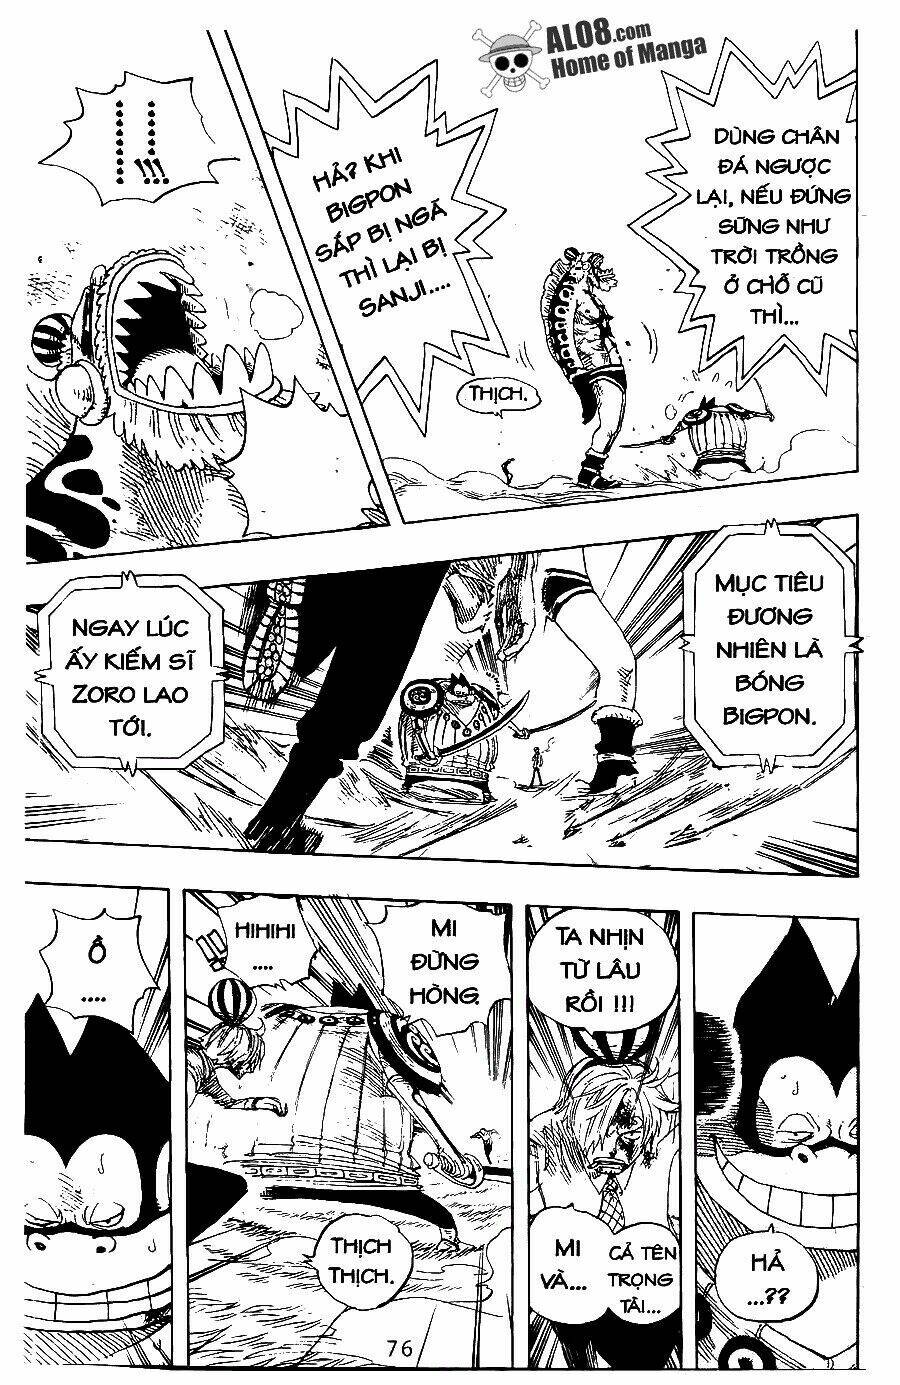 AL08.com
Home of Manga
DÙNG CHÂN
ĐÁ NGƯỢC
LẠI, NẾU ĐỨNG
SỮNG NHƯ
TRỜI TRỒNG
Ở CHỖ CŨ
THÌ...
HẢ? KHI
BIGPON
SẮP BỊ NGÃ
THÌ LẠI BỊ
SANJI....
THỊCH.
!!!
MỤC TIÊU
ĐƯƠNG
NHIÊN LÀ
BÓNG
BIGPON.
NGAY LÚC
ẤY KIẾM SĨ
ZORO LAO
TỚI.
HẢ
...??
TA NHỊN
TỪ LÂU
RỒI !!!
CẢ TÊN
TRỌNG
TÀI...
MI
VÀ...
MI
ĐỪNG
HÒNG.
HIHIHI
....
THỊCH
THỊCH.
Ồ
....
76